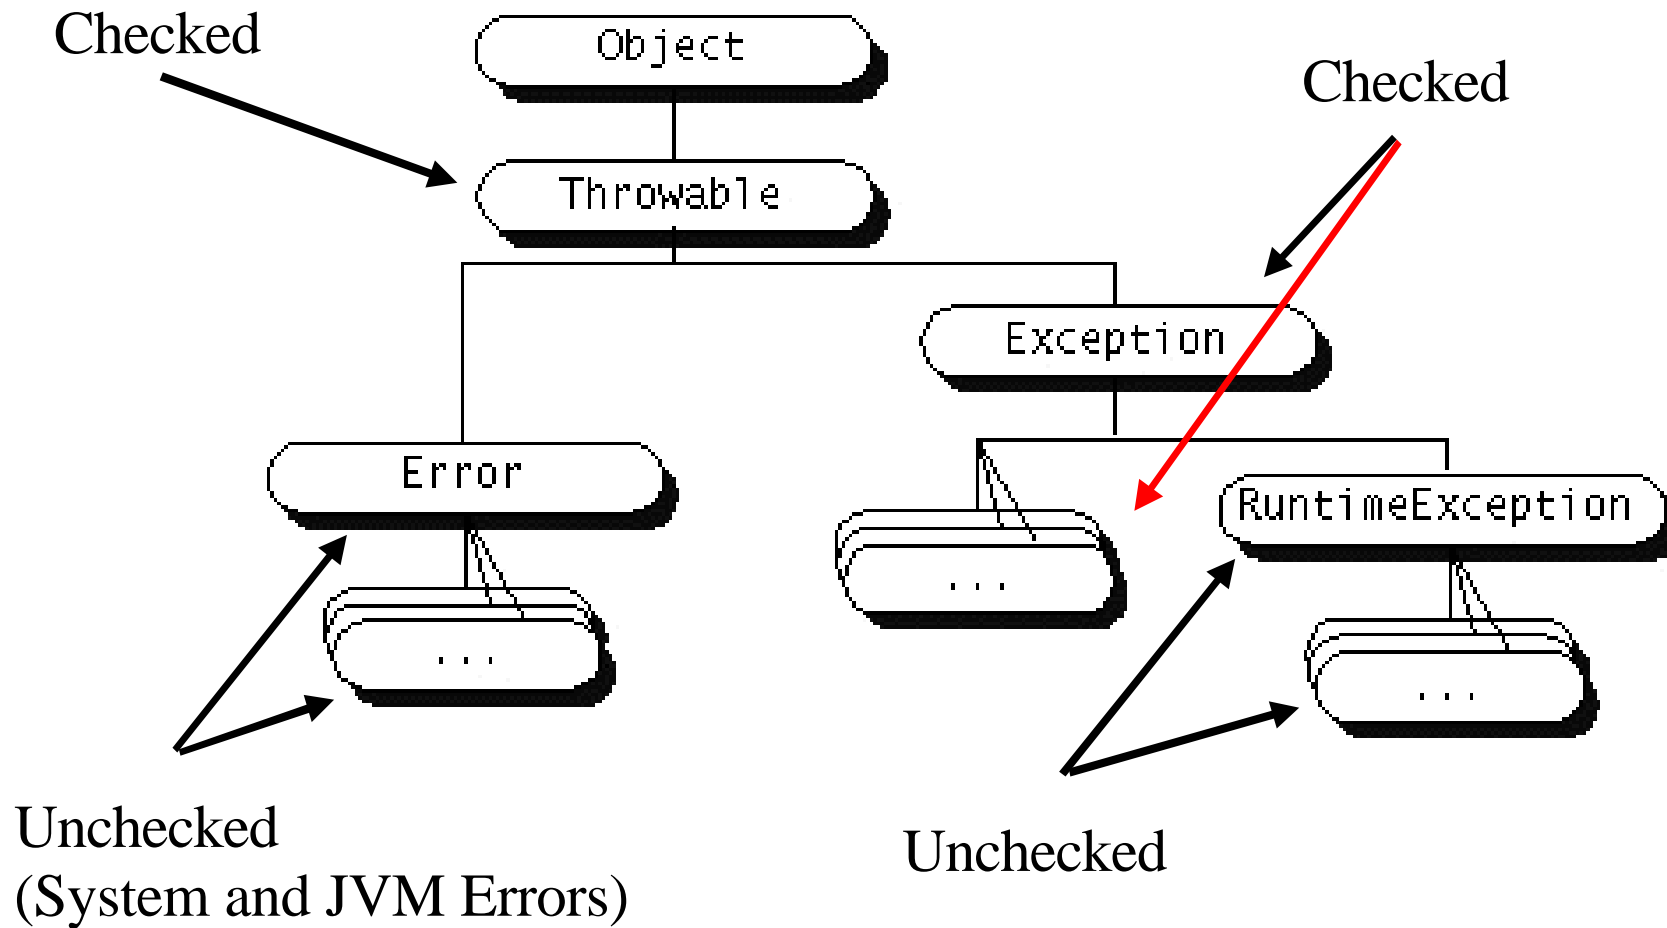 Checked
Object
Checked
Throwable
Exception
Error
RuntimeException
...
...
...
Unchecked
(System and JVM Errors)
Unchecked